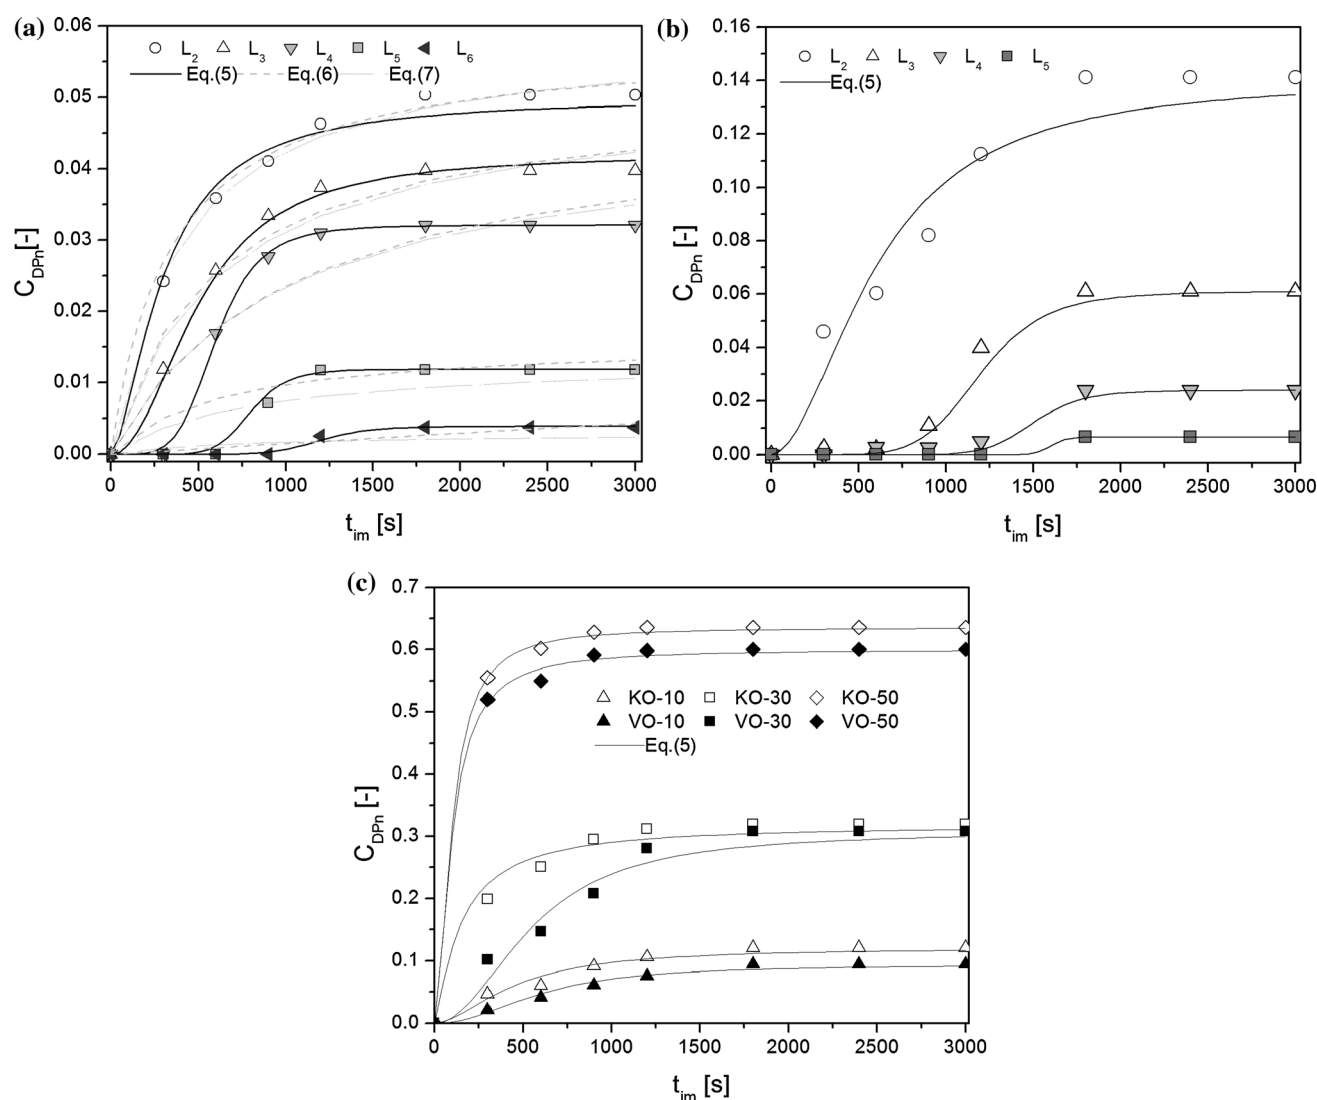 (a)
L2 L3 L4 L5 L6
Eq.(5) Eq.(6) Eq.(7)
0.06
0.05
0.04
0.03
0.02
0.01
0.00
CDPn[-]
0 500 1000 1500 2000 2500 3000
tim [s]
(b)
L2 L3 L4 L5
Eq.(5)
0.16
0.14
0.12
0.10
0.08
0.06
0.04
0.02
0.00
CDPn [-]
0 500 1000 1500 2000 2500 3000
tim [s]
(c)
0.7
0.6
0.5
0.4
0.3
0.2
0.1
0.0
CDPn [-]
KO-10 KO-30 KO-50
VO-10 VO-30 VO-50
Eq.(5)
0 500 1000 1500 2000 2500 3000
tim [s]